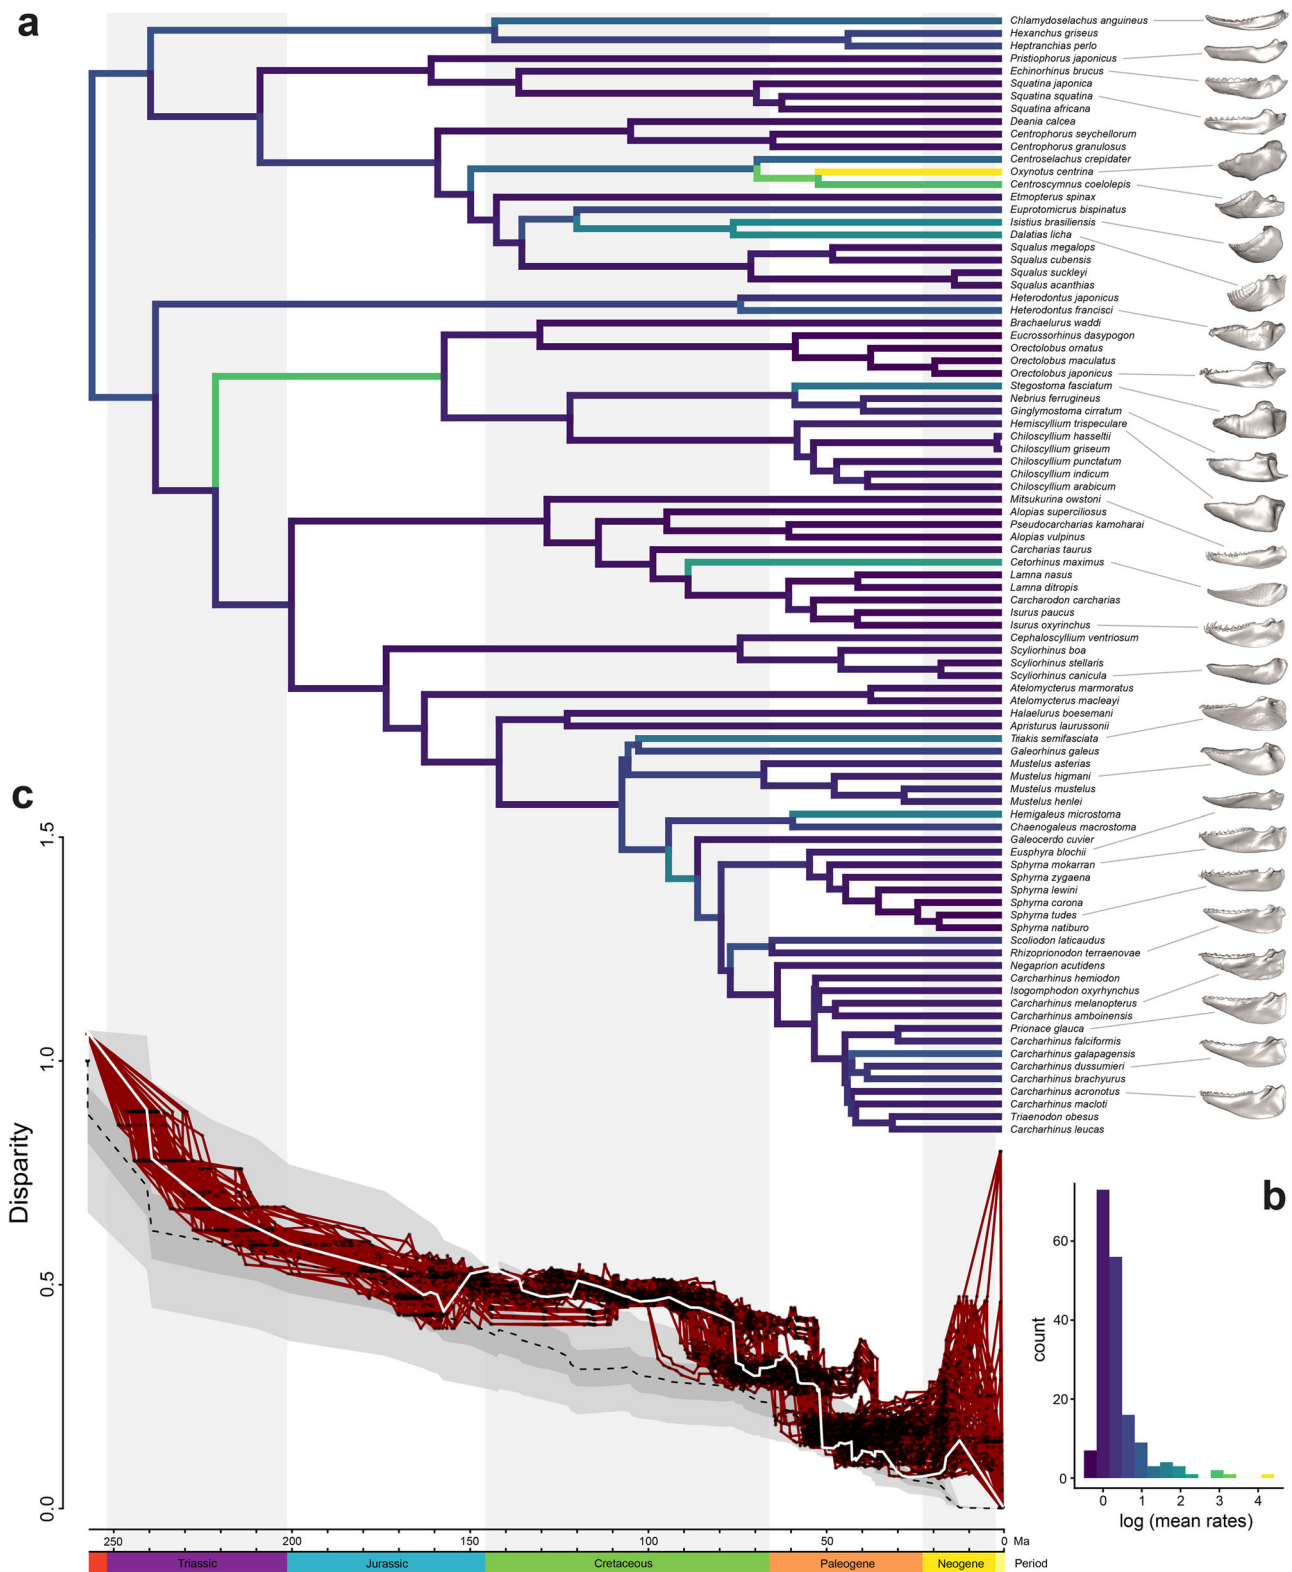 a
Chlamydoselachus anguineus
Hexanchus griseus
Heptranchias perlo
Pristiophorus japonicus
Echinorhinus brucus
Squatina japonica
Squatina squatina
Squatina africana
Deania calcea
Centrophorus seychellorum
Centrophorus granulosus
Centroselachus crepidater
Oxynotus centrina
Centroscymnus coelolepis
Etmopterus spinax
Euprotomicrus bispinatus
Isistius brasiliensis
Dalatias licha
Squalus megalops
Squalus cubensis
Squalus suckleyi
Squalus acanthias
Heterodontus japonicus
Heterodontus francisci
Brachaelurus waddi
Eucrossorhinus dasypogon
Orectolobus ornatus
Orectolobus maculatus
Orectolobus japonicus
Stegostoma fasciatum
Nebrius ferrugineus
Ginglymostoma cirratum
Hemiscyllium trispeculare
Chiloscyllium hasseltii
Chiloscyllium griseum
Chiloscyllium punctatum
Chiloscyllium indicum
Chiloscyllium arabicum
Mitsukurina owstoni
Alopias superciliosus
Pseudocarcharias kamoharai
Alopias vulpinus
Carcharias taurus
Cetorhinus maximus
Lamna nasus
Lamna ditropis
Carcharodon carcharias
Isurus paucus
Isurus oxyrinchus
Cephaloscyllium ventriosum
Scyliorhinus boa
Scyliorhinus stellaris
Scyliorhinus canicula
Atelomycterus marmoratus
Atelomycterus macleayi
Halaelurus boesemani
Apristurus laurussonii
Triakis semifasciata
Galeorhinus galeus
Mustelus asterias
Mustelus higmani
Mustelus mustelus
Mustelus henlei
Hemigaleus microstoma
Chaenogaleus macrostoma
Galeocerdo cuvier
Eusphyra blochii
Sphyrna mokarran
Sphyrna zygaena
Sphyrna lewini
Sphyrna corona
Sphyrna tudes
Sphyrna natiburo
Scoliodon laticaudus
Rhizoprionodon terraenovae
Negaprion acutidens
Carcharhinus hemiodon
Isogomphodon oxyrhynchus
Carcharhinus melanopterus
Carcharhinus amboinensis
Prionace glauca
Carcharhinus falciformis
Carcharhinus galapagensis
Carcharhinus dussumieri
Carcharhinus brachyurus
Carcharhinus acronotus
Carcharhinus macloti
Triaenodon obesus
Carcharhinus leucas
c
1.5
1.0
0.5
0.0
Disparity
250 200 150 100 50 0 Ma
Triassic Jurassic Cretaceous Paleogene Neogene Period
b
60
40
20
0
count
0 1 2 3 4
log (mean rates)